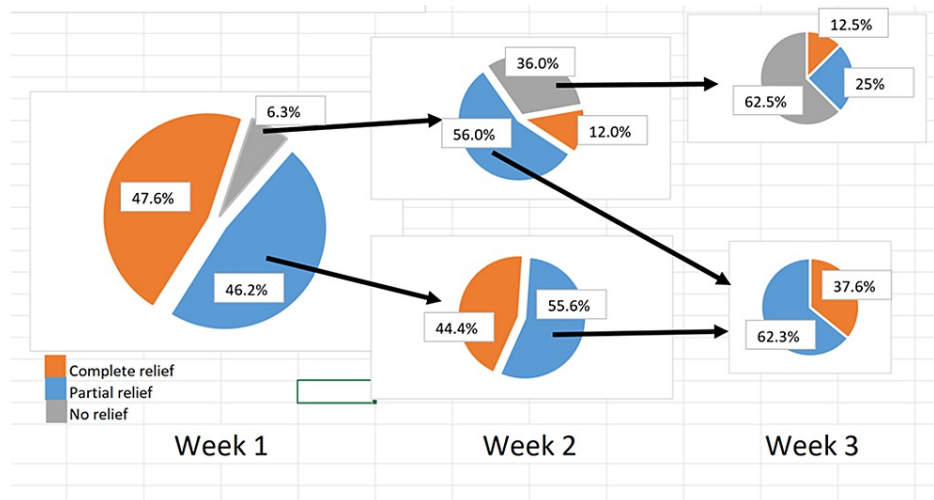 12.5%
36.0%
25%
6.3%
62.5%
56.0%
12.0%
47.6%
46.2%
55.6%
37.6%
44.4%
62.3%
Complete relief
Partial relief
No relief
Week 1
Week 2
Week 3